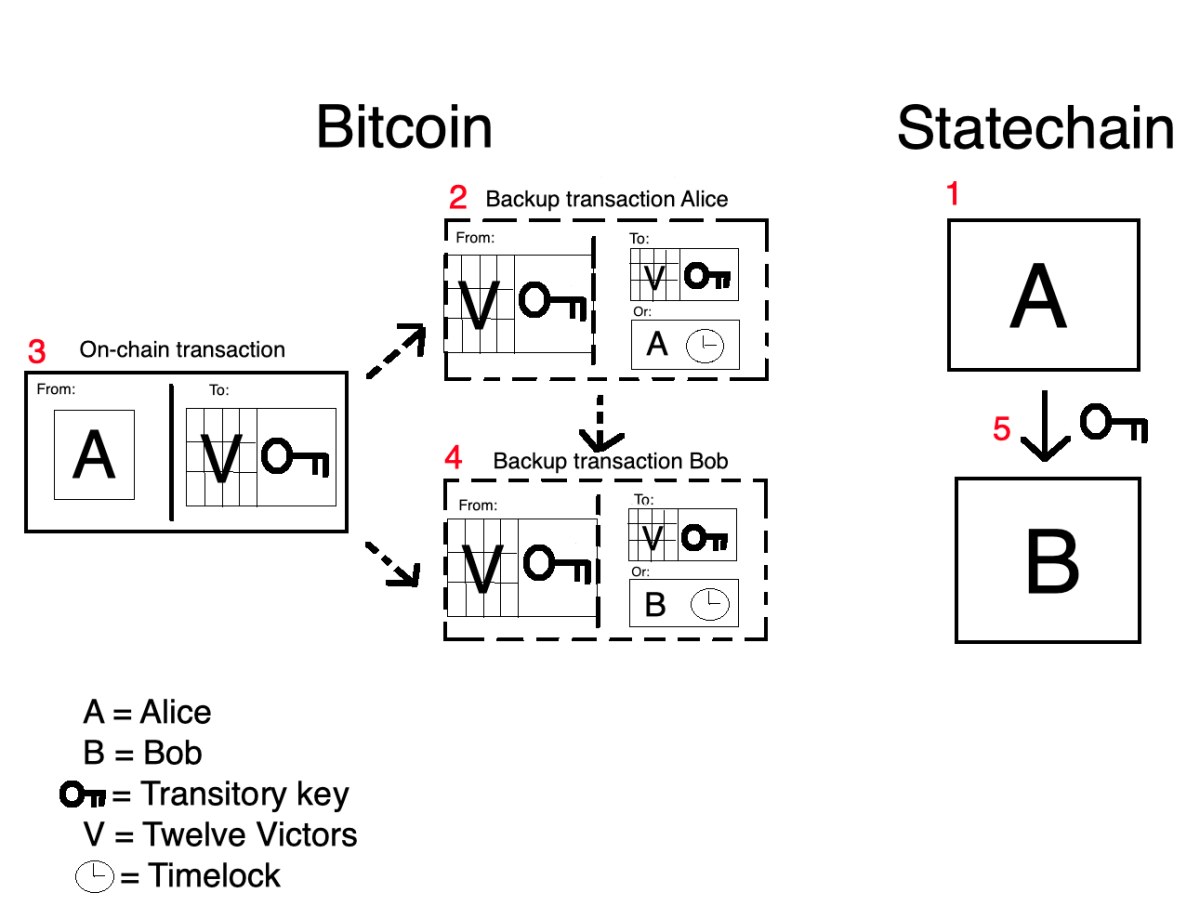 Bitcoin
Statechain
2 Backup transaction Alice
1
From:
To:
V
V
Or:
A
A
3 On-chain transaction
From:
To:
A
V
5
4 Backup transaction Bob
From:
To:
V
V
Or:
B
B
A = Alice
B = Bob
= Transitory key
V = Twelve Victors
= Timelock